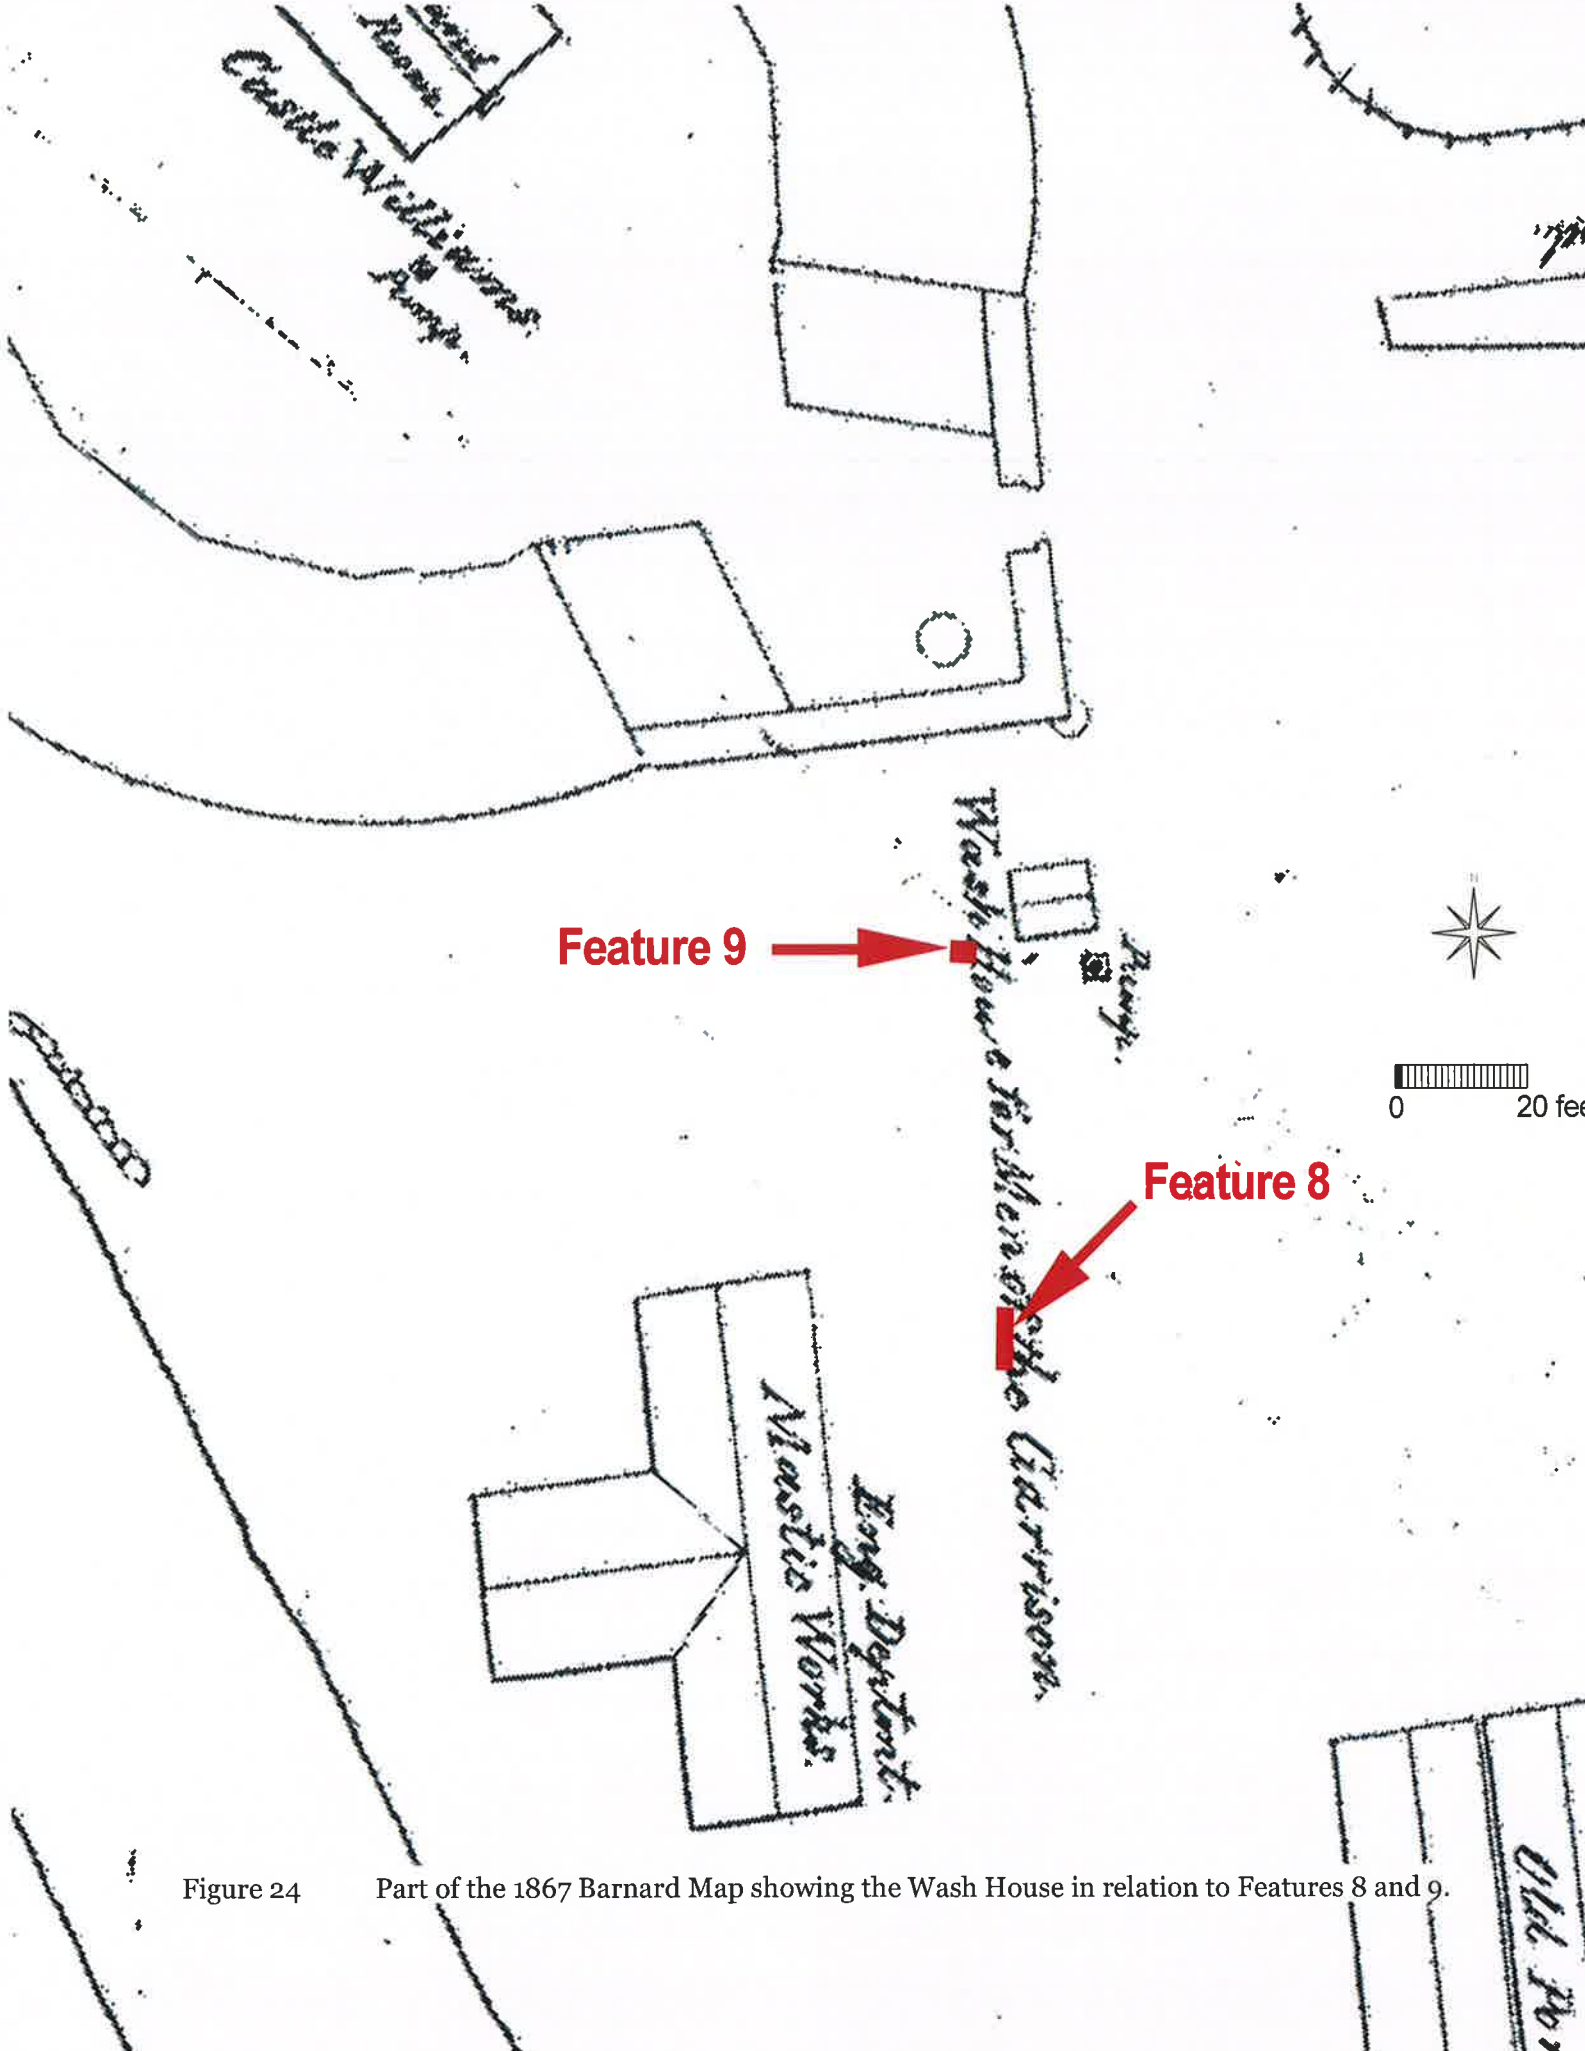 Room
Castle Williams
Pump
Wash House for Men of the Garrison.
Pump.
Feature 9
N
0 20 fee
Feature 8
Mastic Works.
Eng. Deptmt.
Old
Figure 24 Part of the 1867 Barnard Map showing the Wash House in relation to Features 8 and 9.